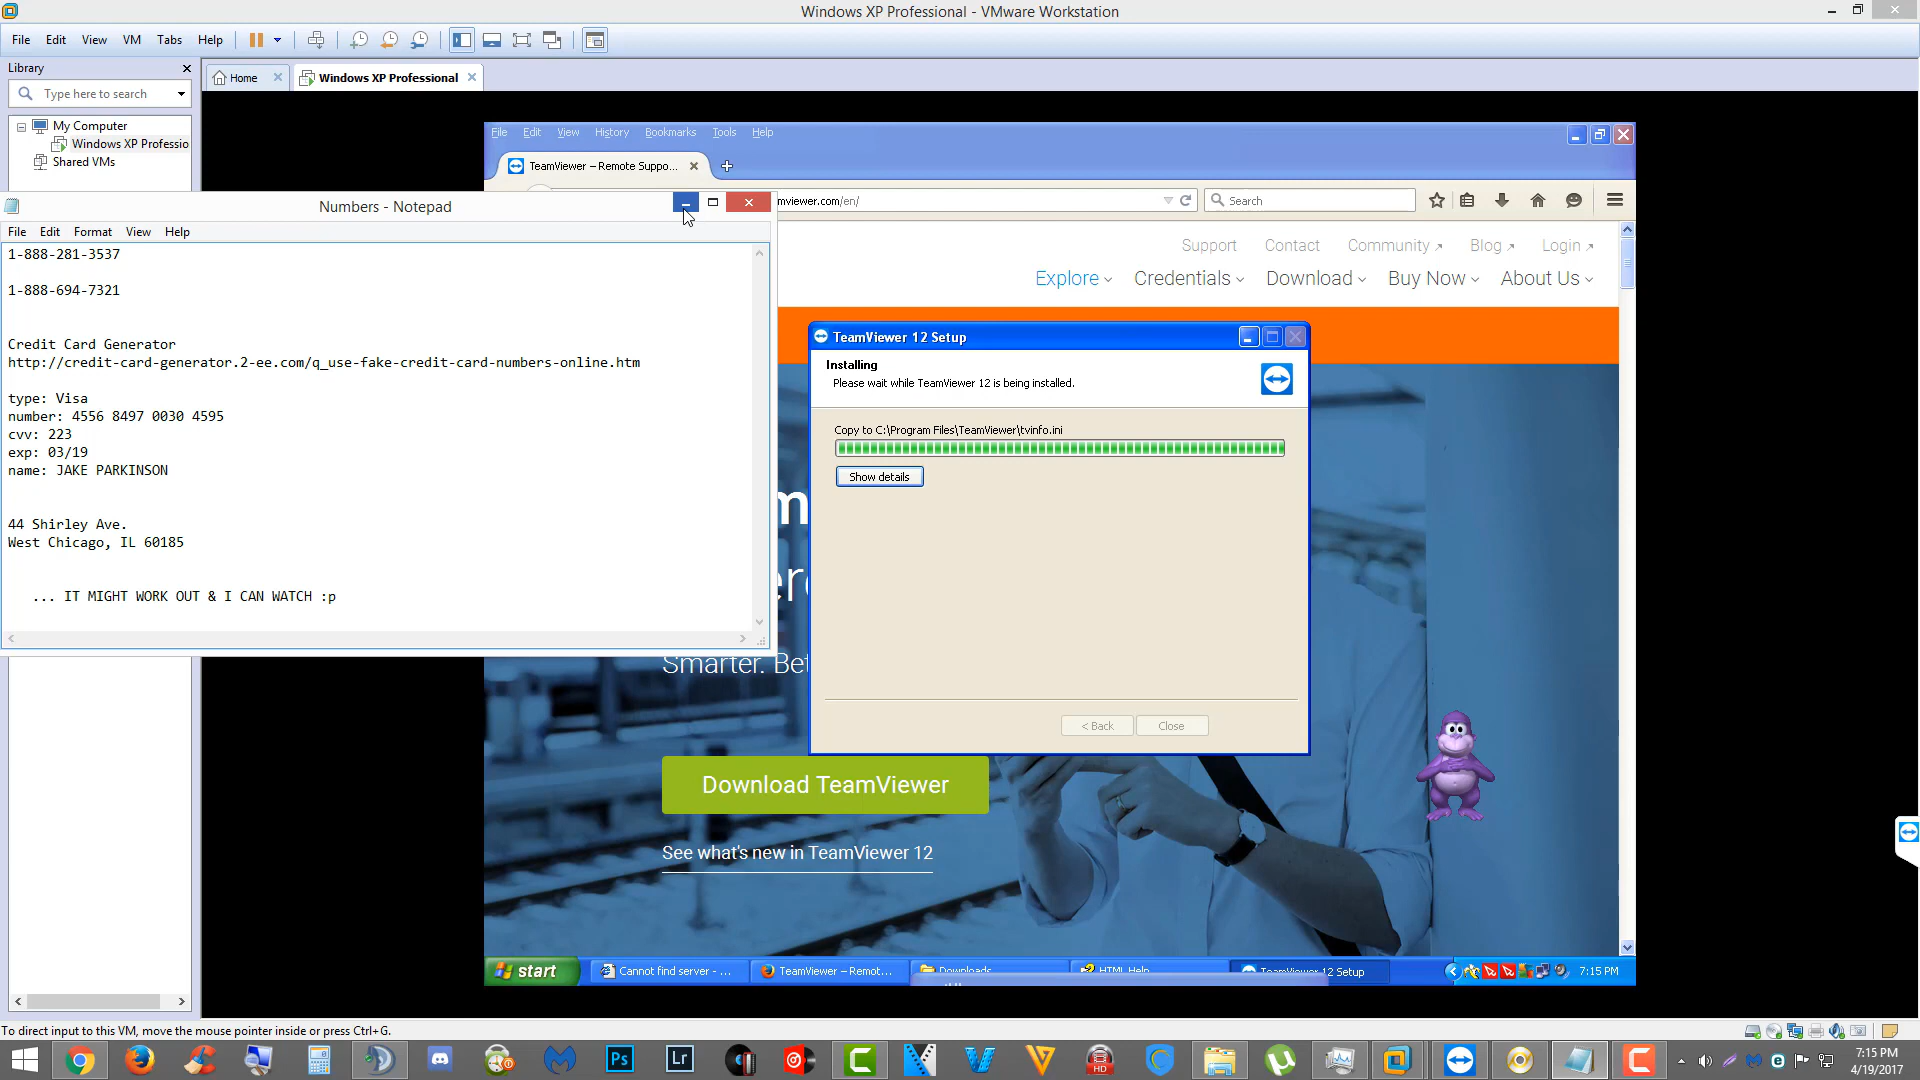 Windows XP Professional - VMware Workstation
File Edit View VM Tabs Help
Library
Type here to search
Home
Windows XP Professional
My Computer
Windows XP Professio
Shared VMs
File Edit View History Bookmarks Tools Help
TeamViewer – Remote Suppo...
mviewer.com/en/
Search
Support Contact Community Blog Login
Explore Credentials Download Buy Now About Us
Numbers - Notepad
File Edit Format View Help
1-888-281-3537
1-888-694-7321
Credit Card Generator
http://credit-card-generator.2-ee.com/q_use-fake-credit-card-numbers-online.htm
type: Visa
number: 4556 8497 0030 4595
cvv: 223
exp: 03/19
name: JAKE PARKINSON
44 Shirley Ave.
West Chicago, IL 60185
... IT MIGHT WORK OUT & I CAN WATCH :p
TeamViewer 12 Setup
Installing
Please wait while TeamViewer 12 is being installed.
Copy to C:\Program Files\TeamViewer\tvinfo.ini
Show details
< Back Close
Smarter. Bet
Download TeamViewer
See what's new in TeamViewer 12
start
Cannot find server - ...
TeamViewer – Remot...
Downloads
HTML Help
TeamViewer 12 Setup
7:15 PM
To direct input to this VM, move the mouse pointer inside or press Ctrl+G.
Ps
Lr
HD
7:15 PM
4/19/2017